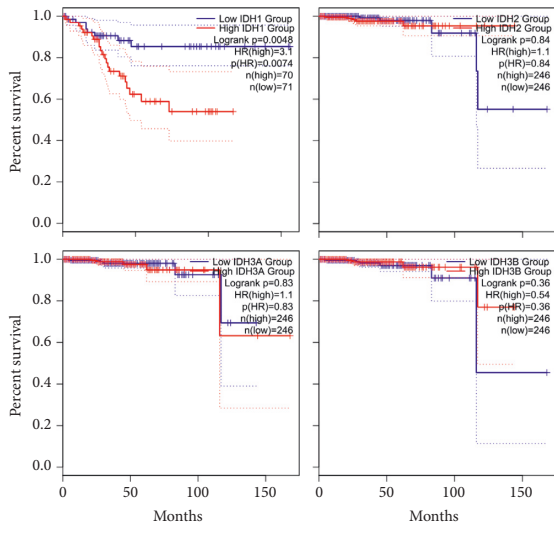 Low IDH1 Group
High IDH1 Group
Logrank p=0.0048
HR(high)=3.1
p(HR)=0.0074
n(high)=70
n(low)=71
Percent survival
1.0
0.8
0.6
0.4
0.2
0.0
0
50
100
150
Low IDH2 Group
High IDH2 Group
Logrank p=0.84
HR(high)=1.1
p(HR)=0.84
n(high)=246
n(low)=246
Low IDH3A Group
High IDH3A Group
Logrank p=0.83
HR(high)=1.1
p(HR)=0.83
n(high)=246
n(low)=246
Percent survival
1.0
0.8
0.6
0.4
0.2
0.0
0
50
100
150
Months
Low IDH3B Group
High IDH3B Group
Logrank p=0.36
HR(high)=0.54
p(HR)=0.36
n(high)=246
n(low)=246
0
50
100
150
Months